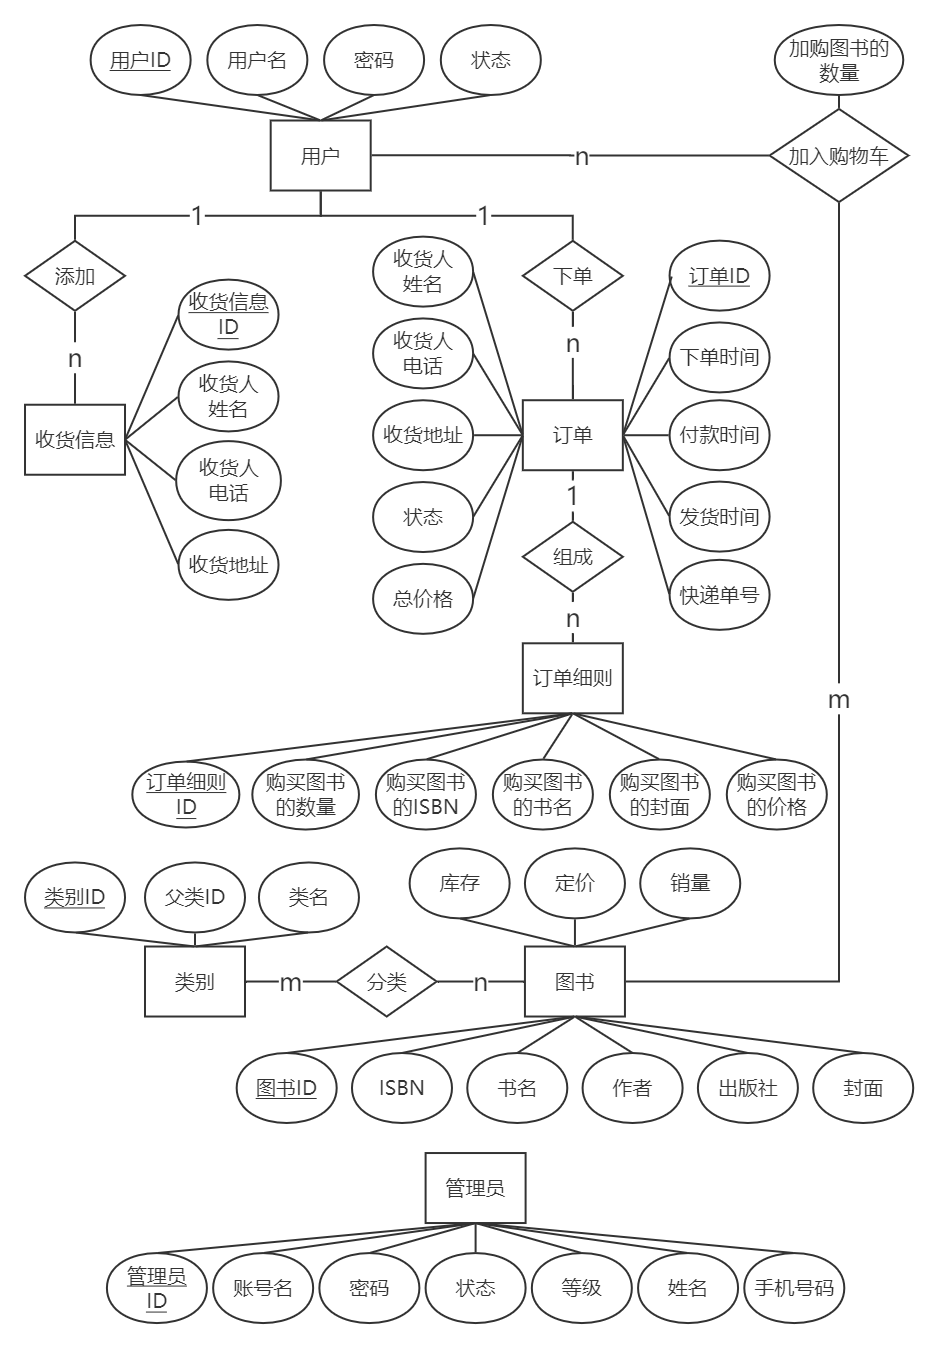 用户ID
用户名
密码
状态
加购图书的
数量
用户
n
加入购物车
1
1
添加
收货人
姓名
下单
订单ID
收货信息
ID
n
收货人
电话
n
下单时间
收货人
姓名
收货信息
收货地址
订单
付款时间
收货人
电话
1
状态
发货时间
收货地址
组成
总价格
n
快递单号
订单细则
m
订单细则
ID
购买图书
的数量
购买图书
的ISBN
购买图书
的书名
购买图书
的封面
购买图书
的价格
类别ID
父类ID
类名
库存
定价
销量
类别
m
分类
n
图书
图书ID
ISBN
书名
作者
出版社
封面
管理员
管理员
ID
账号名
密码
状态
等级
姓名
手机号码